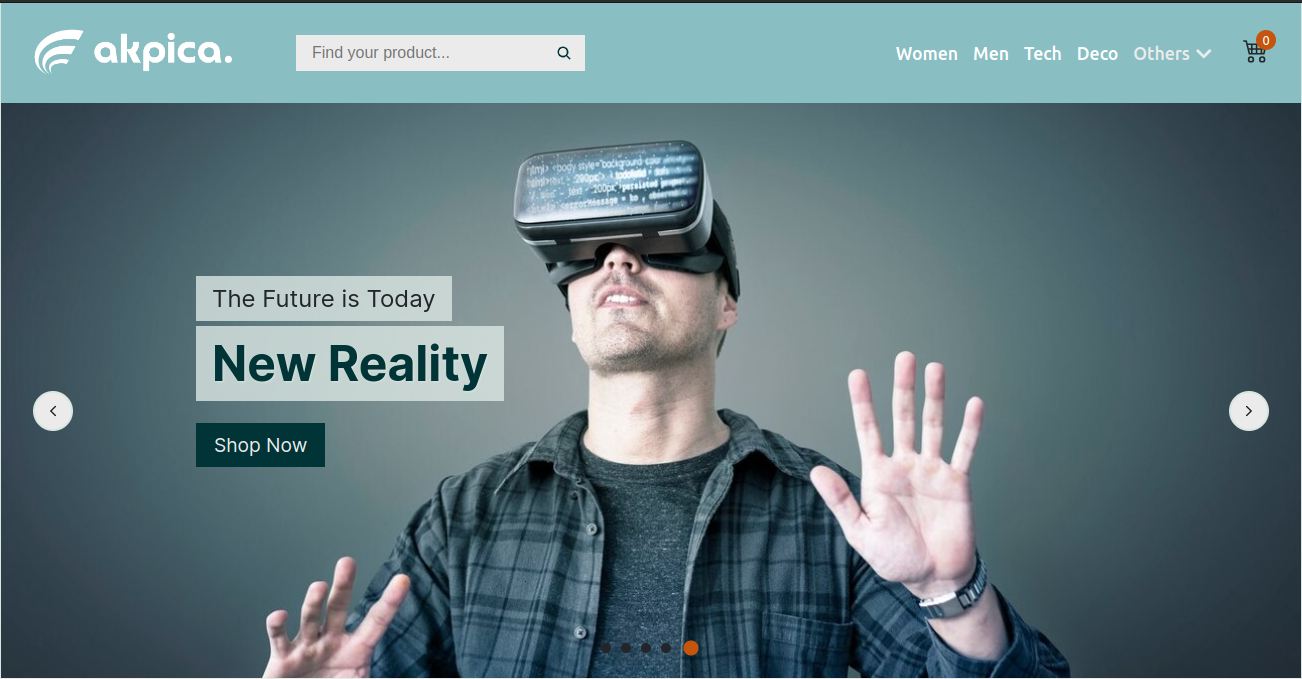 akpica.
Find your product...
Women Men Tech Deco Others
0
The Future is Today
New Reality
Shop Now